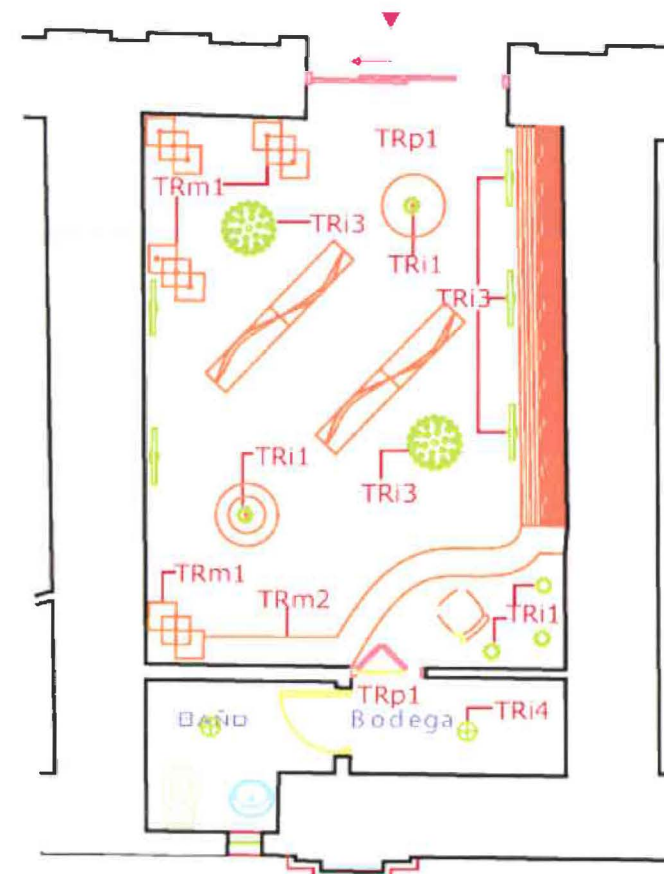 TRp1
TRm1
TRi3
TRi1
TRi3
TRi1
TRi3
TRm1
TRm2
TRi1
TRp1
BAÑO
Bodega
TRi4